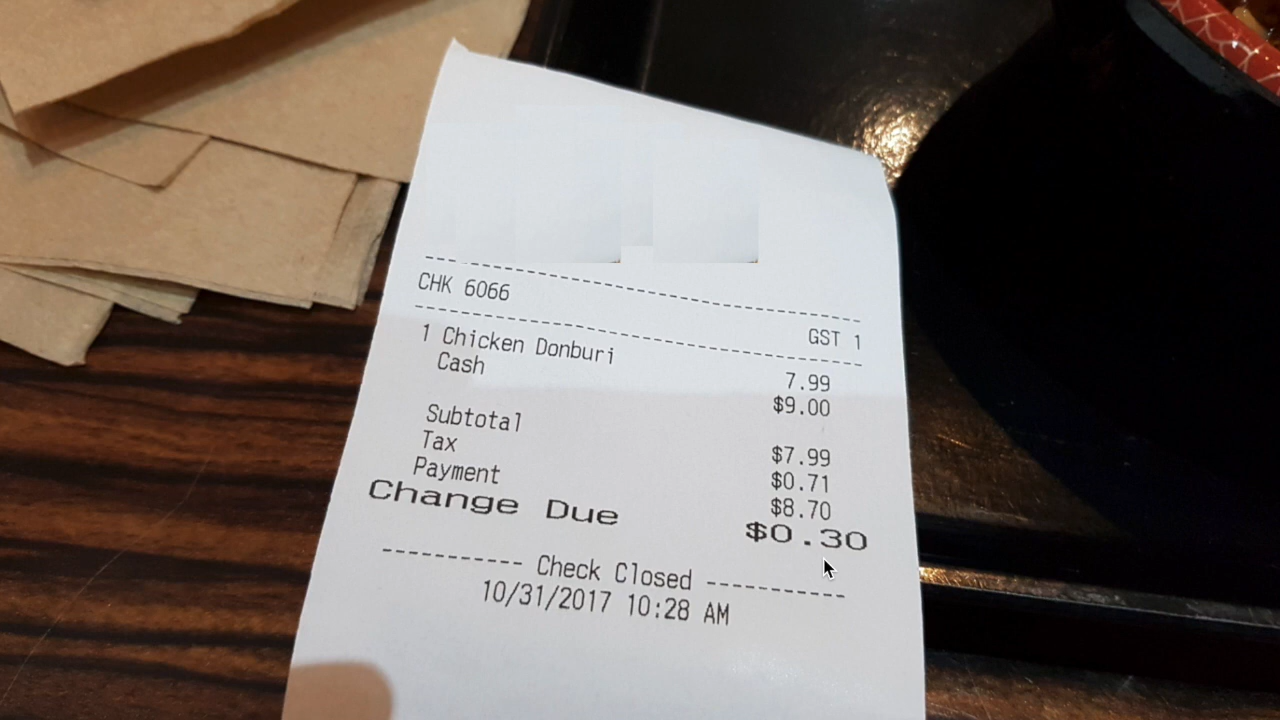 CHK 6066 GST 1
1 Chicken Donburi 7.99
Cash $9.00
Subtotal $7.99
Tax $0.71
Payment $8.70
Change Due $0.30
----------- Check Closed -----------
10/31/2017 10:28 AM